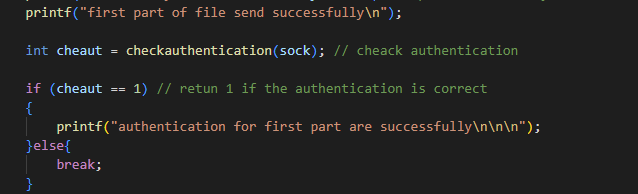 printf("first part of file send successfully\n");
int cheaut = checkauthentication(sock); // cheack authentication
if (cheaut == 1) // retun 1 if the authentication is correct
{
printf("authentication for first part are successfully\n\n\n");
}else{
break;
}